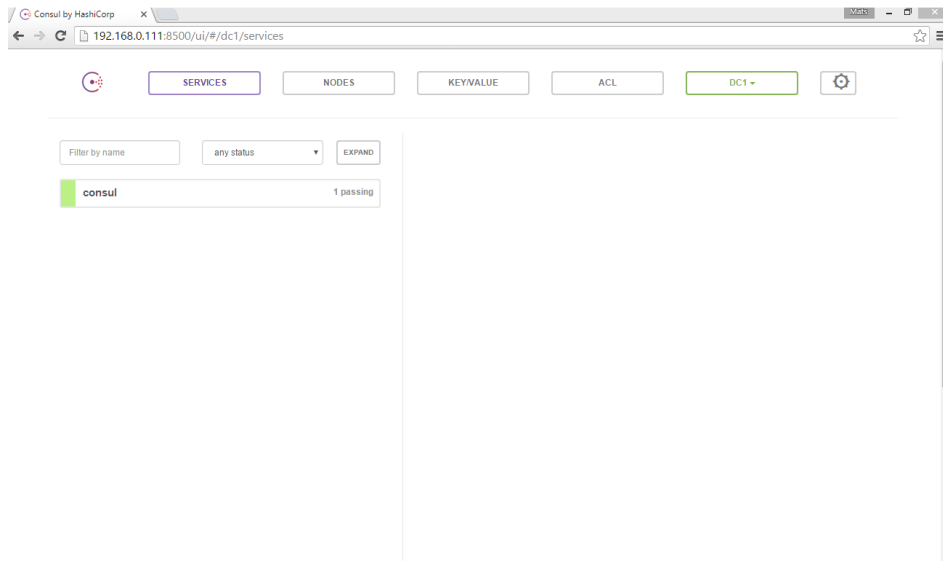 Consul by HashiCorp
Mats
192.168.0.111:8500/ui/#/dc1/services
SERVICES NODES KEY/VALUE ACL DC1
Filter by name any status EXPAND
consul 1 passing